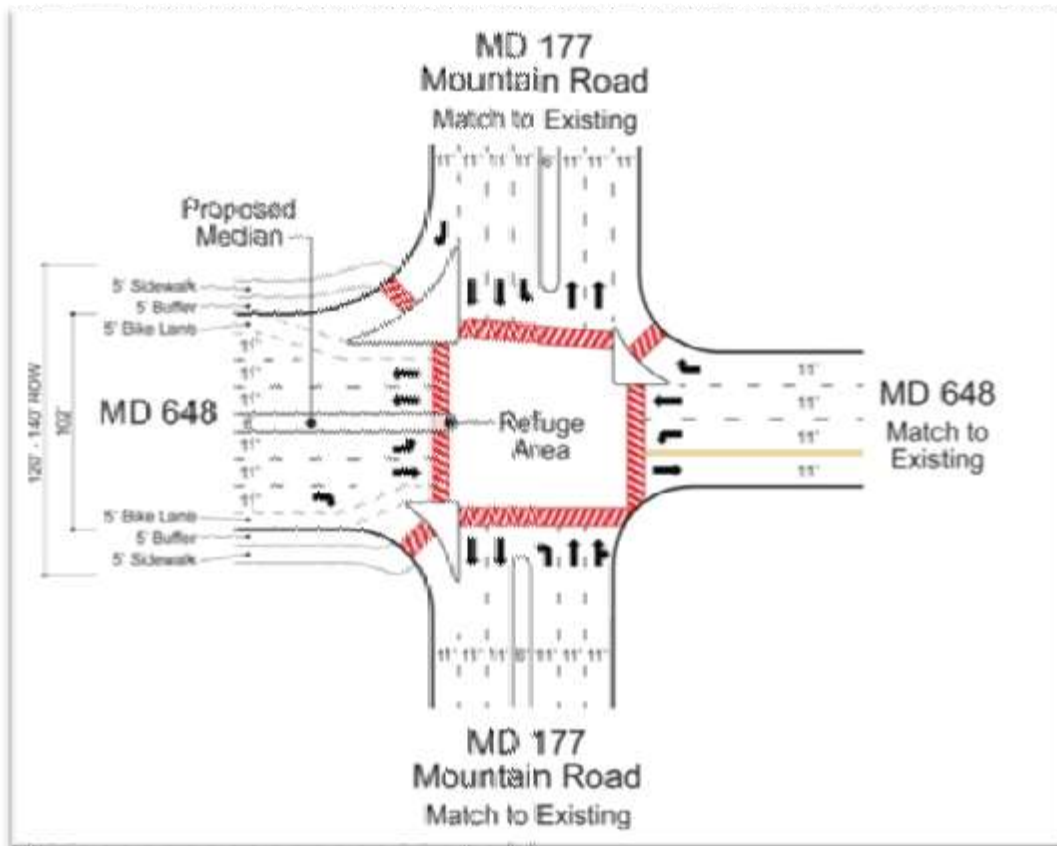 MD 177
Mountain Road
Match to Existing
11' 11' 11' 11' 6' 11' 11' 11'
Proposed
Median
5' Sidewalk
5' Buffer
5' Bike Lane
11'
11'
11'
120' - 140' ROW
102'
MD 648
Refuge
Area
11'
11'
11'
5' Bike Lane
5' Buffer
5' Sidewalk
11'
11'
11'
11'
MD 648
Match to
Existing
11' 11' 11' 6' 11' 11' 11'
MD 177
Mountain Road
Match to Existing